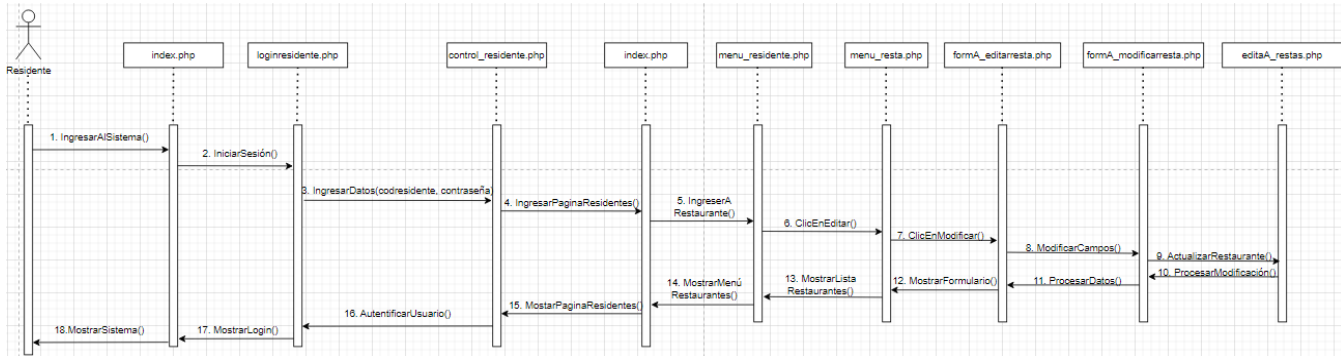 Residente
index.php
loginresidente.php
control_residente.php
index.php
menu_residente.php
menu_resta.php
formA_editarresta.php
formA_modificarresta.php
editaA_restas.php
1. IngresarAlSistema()
2. IniciarSesión()
3. IngresarDatos(codresidente, contraseña)
4. IngresarPaginaResidentes()
5. IngreserA
Restaurante()
6. ClicEnEditar()
7. ClicEnModificar()
8. ModificarCampos()
9. ActualizarRestaurante()
10. ProcesarModificación()
11. ProcesarDatos()
12. MostrarFormulario()
13. MostrarLista
Restaurantes()
14. MostrarMenú
Restaurantes()
15. MostarPaginaResidentes()
16. AutentificarUsuario()
17. MostrarLogin()
18.MostrarSistema()